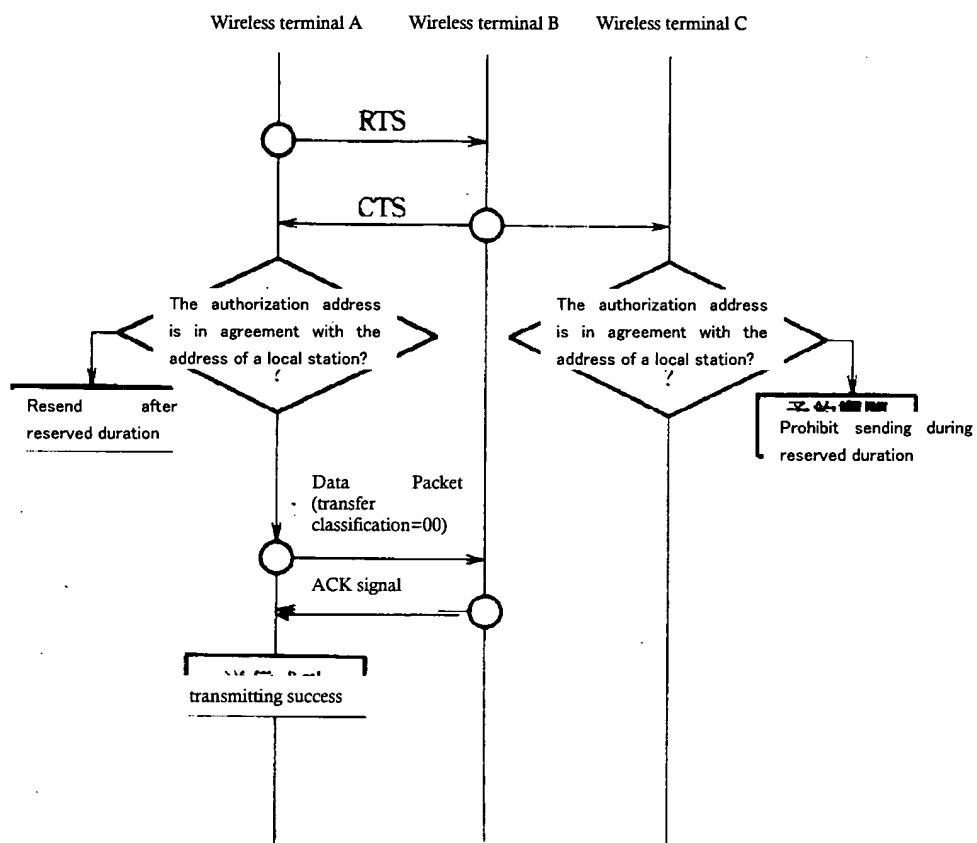 Wireless terminal A
Wireless terminal B
Wireless terminal C
RTS
CTS
The authorization address
is in agreement with the
address of a local station?
?
The authorization address
is in agreement with the
address of a local station?
?
Resend after
reserved duration
Prohibit sending during
reserved duration
Data Packet
(transfer
classification=00)
ACK signal
transmitting success